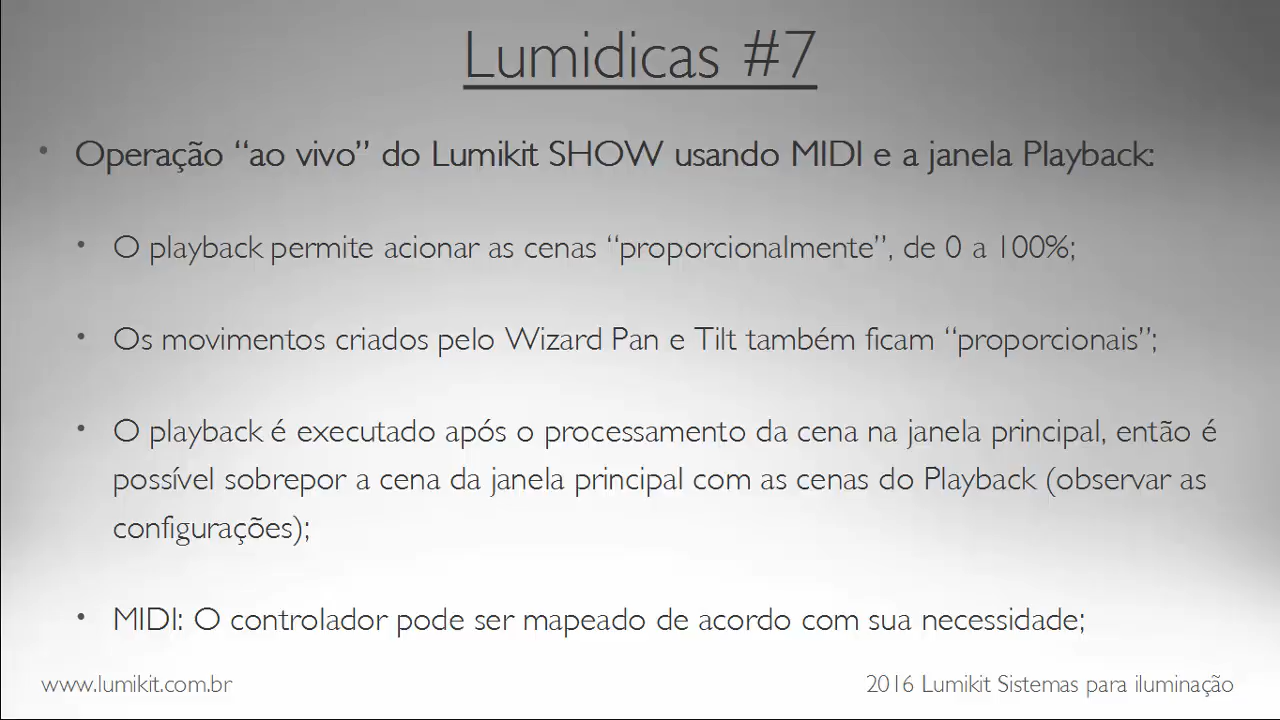 Lumidicas #7
• Operação “ao vivo” do Lumikit SHOW usando MIDI e a janela Playback:
• O playback permite acionar as cenas “proporcionalmente”, de 0 a 100%;
• Os movimentos criados pelo Wizard Pan e Tilt também ficam “proporcionais”;
• O playback é executado após o processamento da cena na janela principal, então é
possível sobrepor a cena da janela principal com as cenas do Playback (observar as
configurações);
• MIDI: O controlador pode ser mapeado de acordo com sua necessidade;
www.lumikit.com.br
2016 Lumikit Sistemas para iluminação